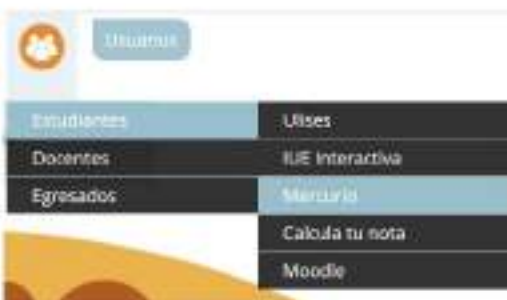 Usuarios
Estudiantes
Docentes
Egresados
Ulises
IUE Interactiva
Mercurio
Calcula tu nota
Moodle